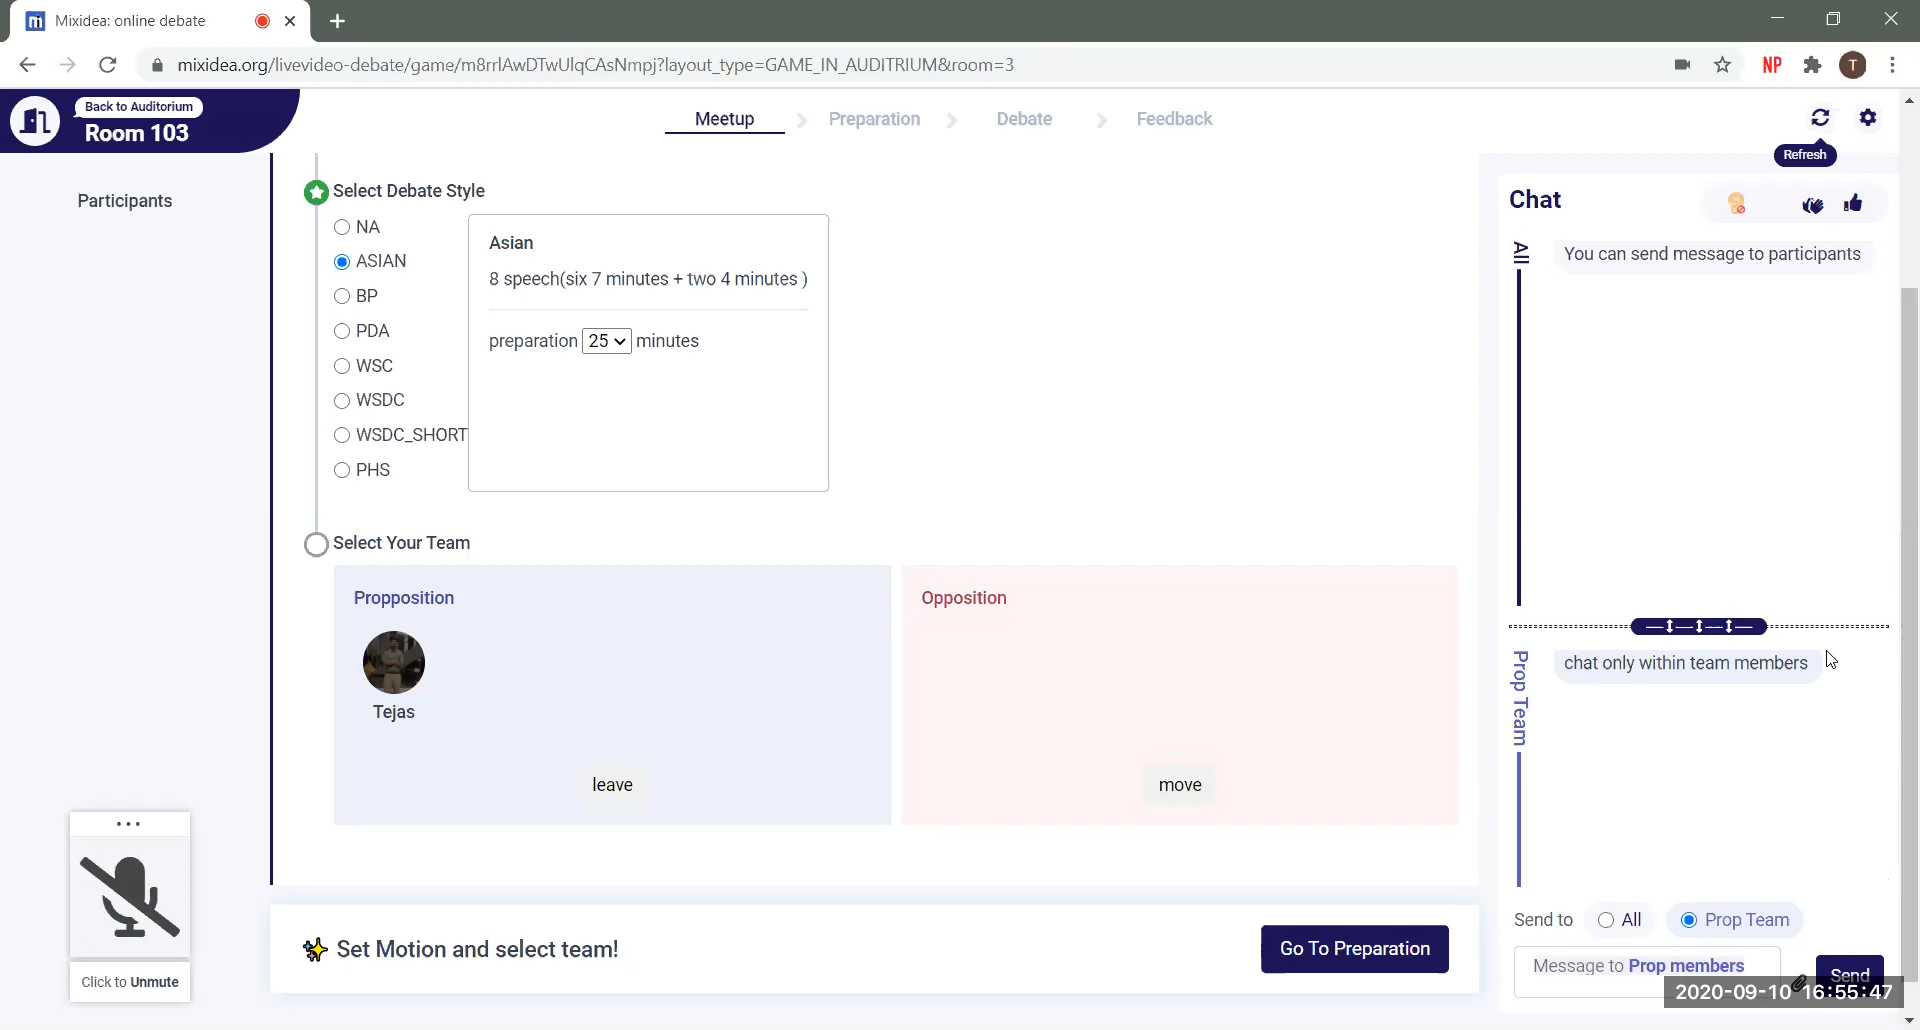 Mixidea: online debate
mixidea.org/livevideo-debate/game/m8rrlAwDTwUlqCAsNmpj?layout_type=GAME_IN_AUDITRIUM&room=3
NP
T
Back to Auditorium
Room 103
Meetup
Preparation
Debate
Feedback
Refresh
Participants
Select Debate Style
NA
ASIAN
BP
PDA
WSC
WSDC
WSDC_SHORT
PHS
Asian
8 speech(six 7 minutes + two 4 minutes )
preparation 25 minutes
Select Your Team
Propposition
Tejas
leave
Opposition
move
Set Motion and select team!
Go To Preparation
Click to Unmute
Chat
All
You can send message to participants
Prop Team
chat only within team members
Send to All Prop Team
Message to Prop members
Send
2020-09-10 16:55:47